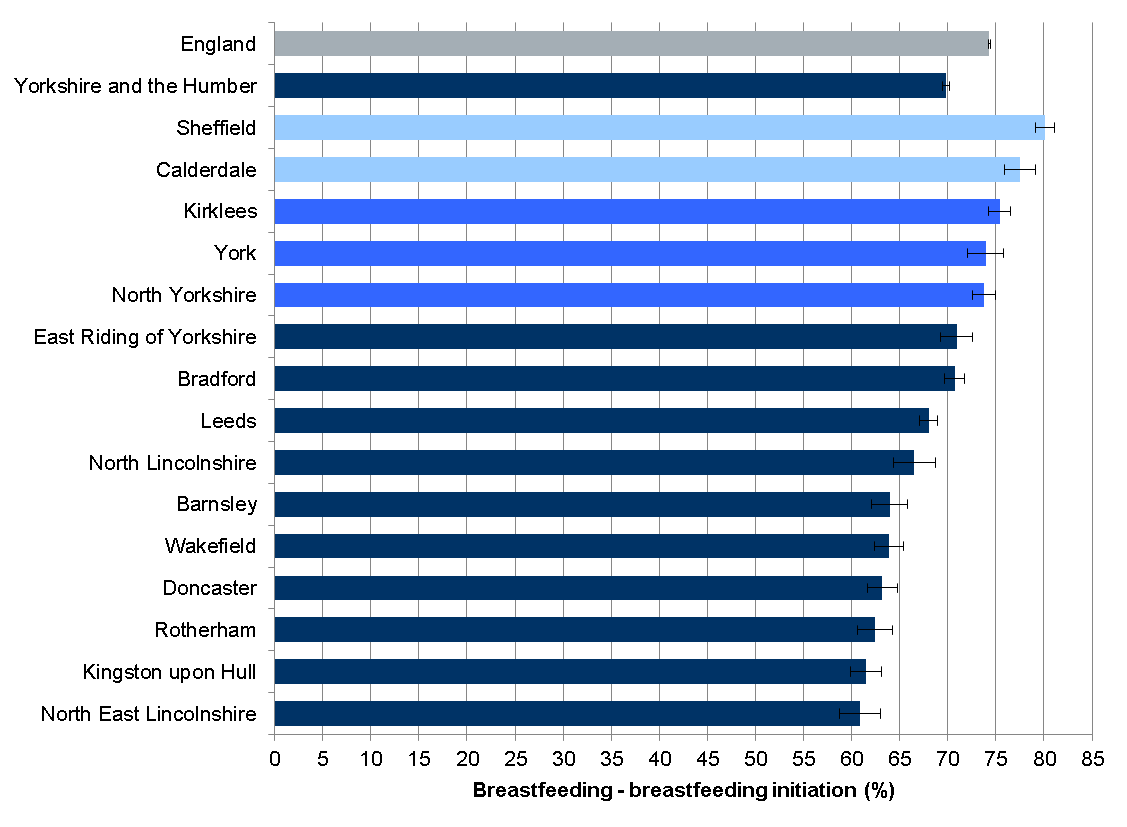 England
Yorkshire and the Humber
Sheffield
Calderdale
Kirklees
York
North Yorkshire
East Riding of Yorkshire
Bradford
Leeds
North Lincolnshire
Barnsley
Wakefield
Doncaster
Rotherham
Kingston upon Hull
North East Lincolnshire
0 5 10 15 20 25 30 35 40 45 50 55 60 65 70 75 80 85
Breastfeeding - breastfeeding initiation (%)